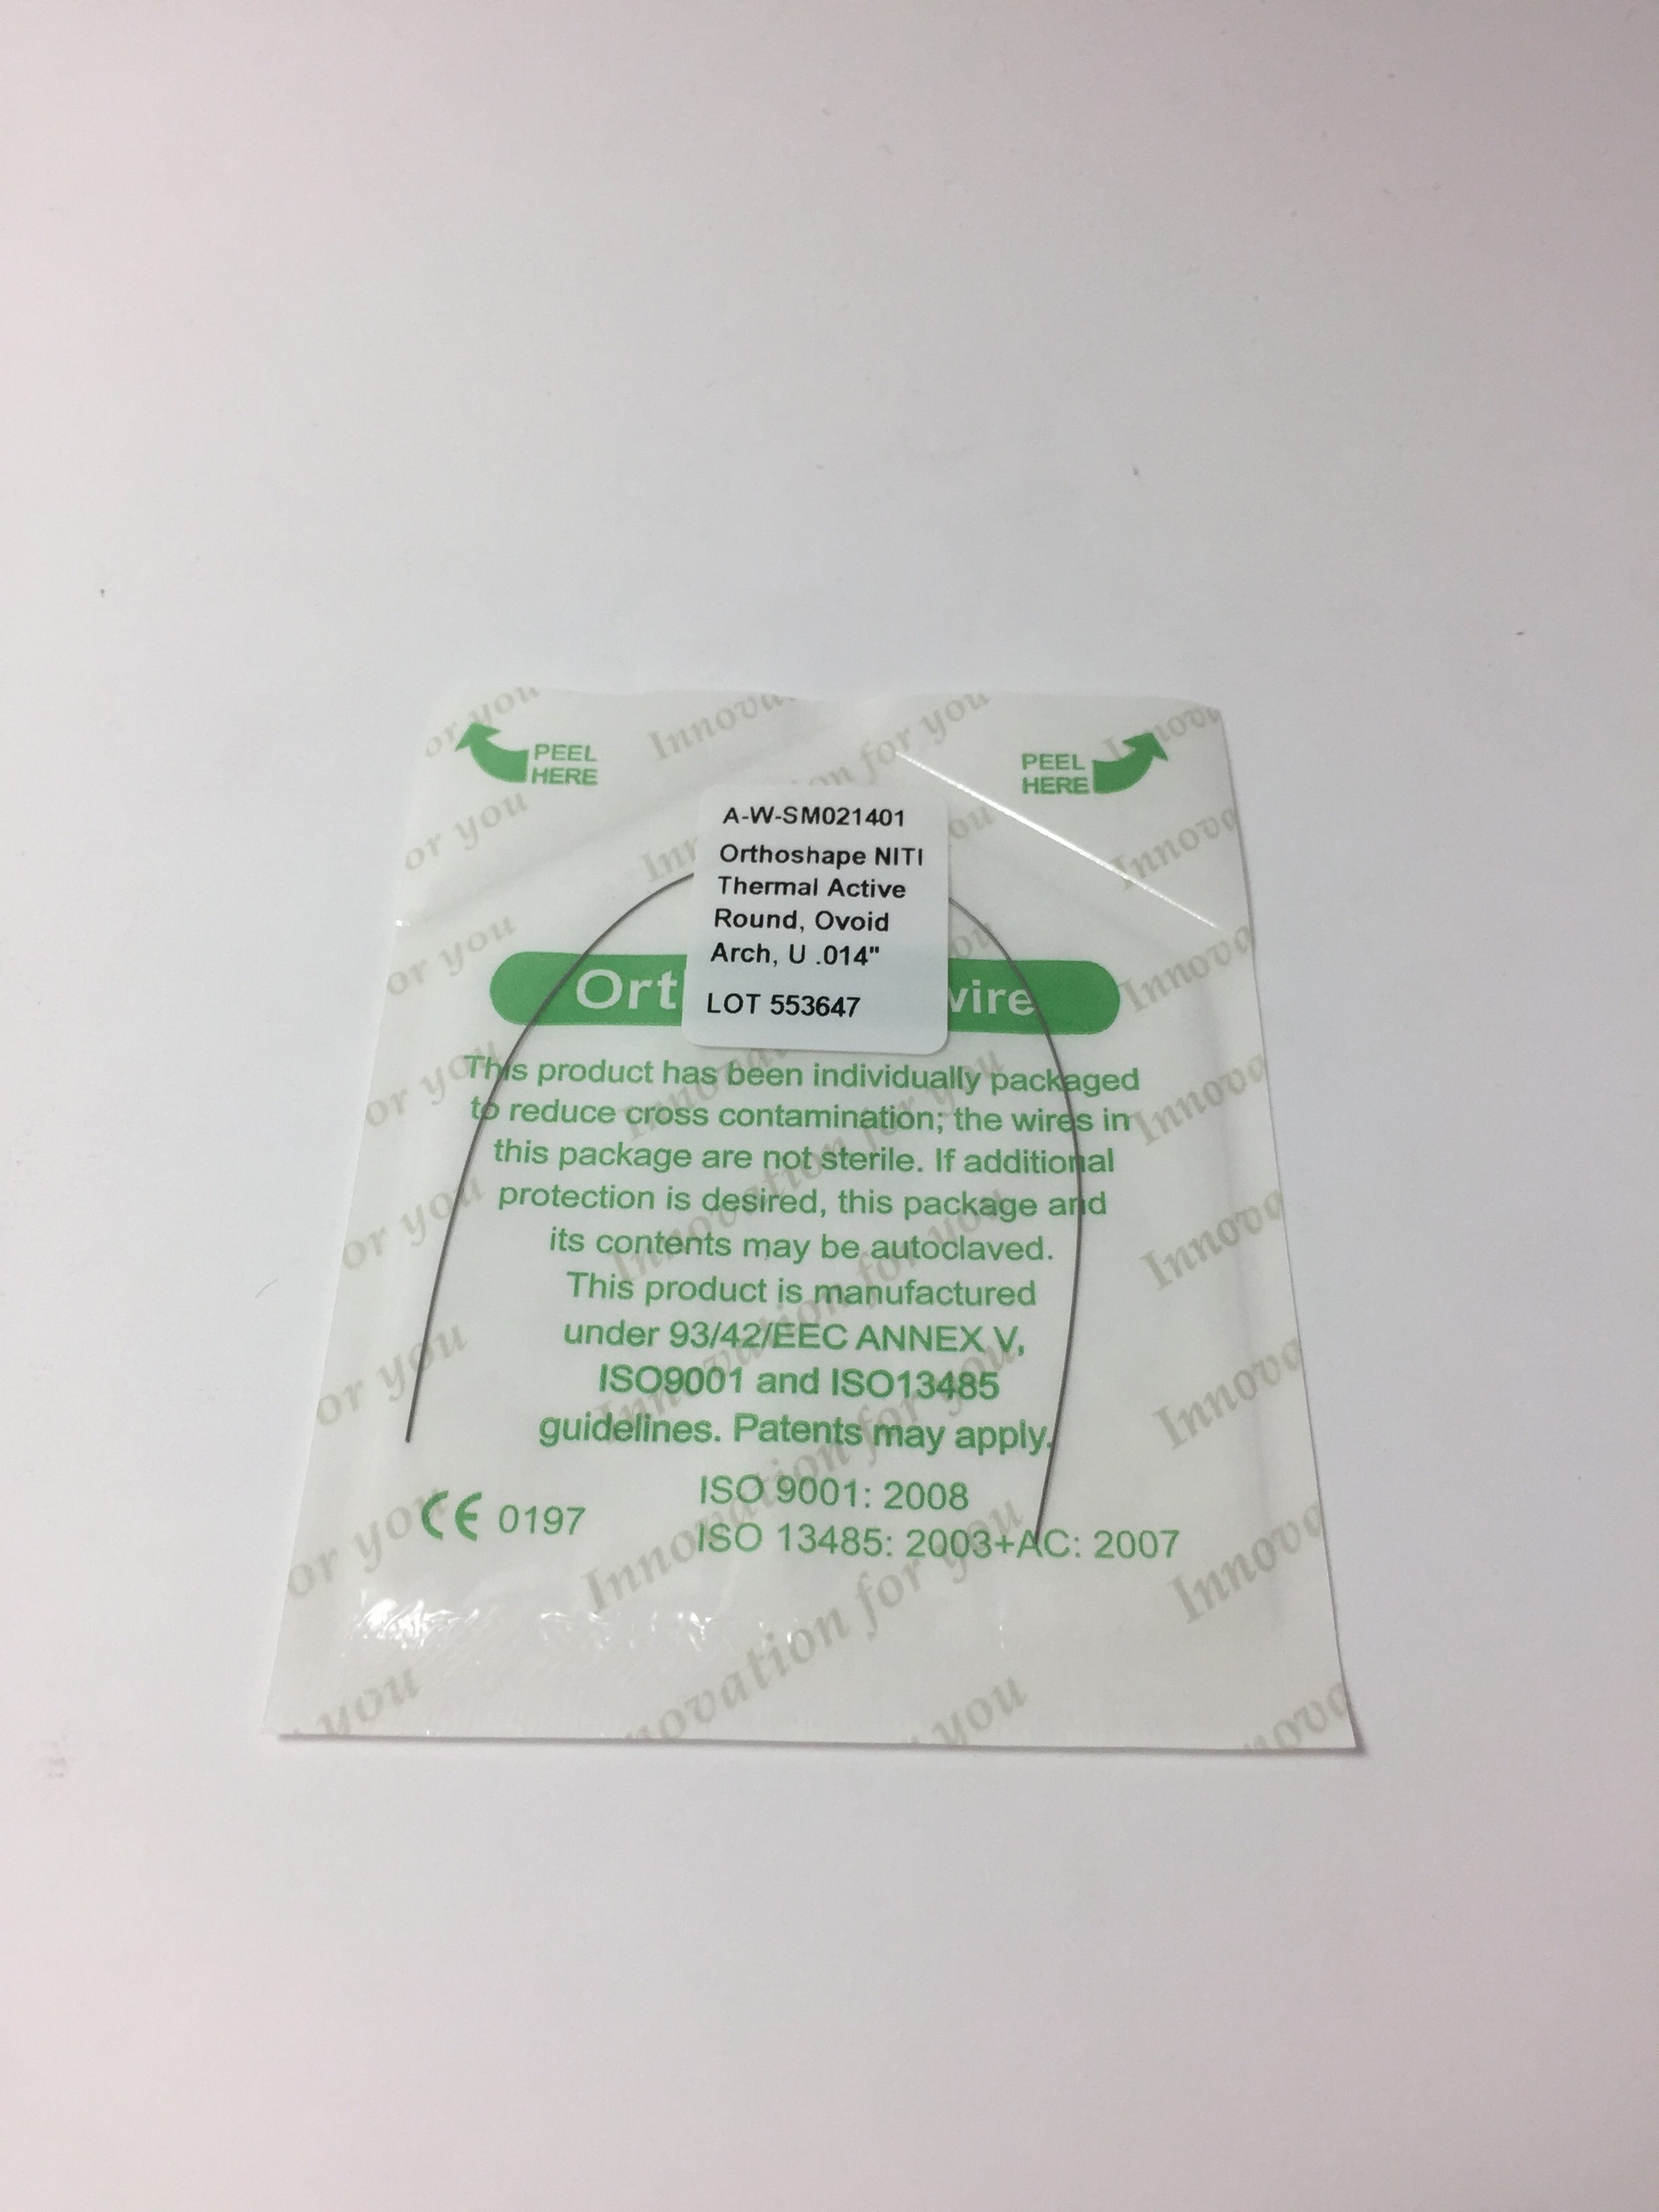 PEEL
HERE
PEEL
HERE
A-W-SM021401
Orthoshape NITI
Thermal Active
Round, Ovoid
Arch, U .014"
LOT 553647
This product has been individually packaged
to reduce cross contamination; the wires in
this package are not sterile. If additional
protection is desired, this package and
its contents may be autoclaved.
This product is manufactured
under 93/42/EEC ANNEX V,
ISO9001 and ISO13485
guidelines. Patents may apply.
CE 0197
ISO 9001: 2008
ISO 13485: 2003+AC: 2007
Innovation for you